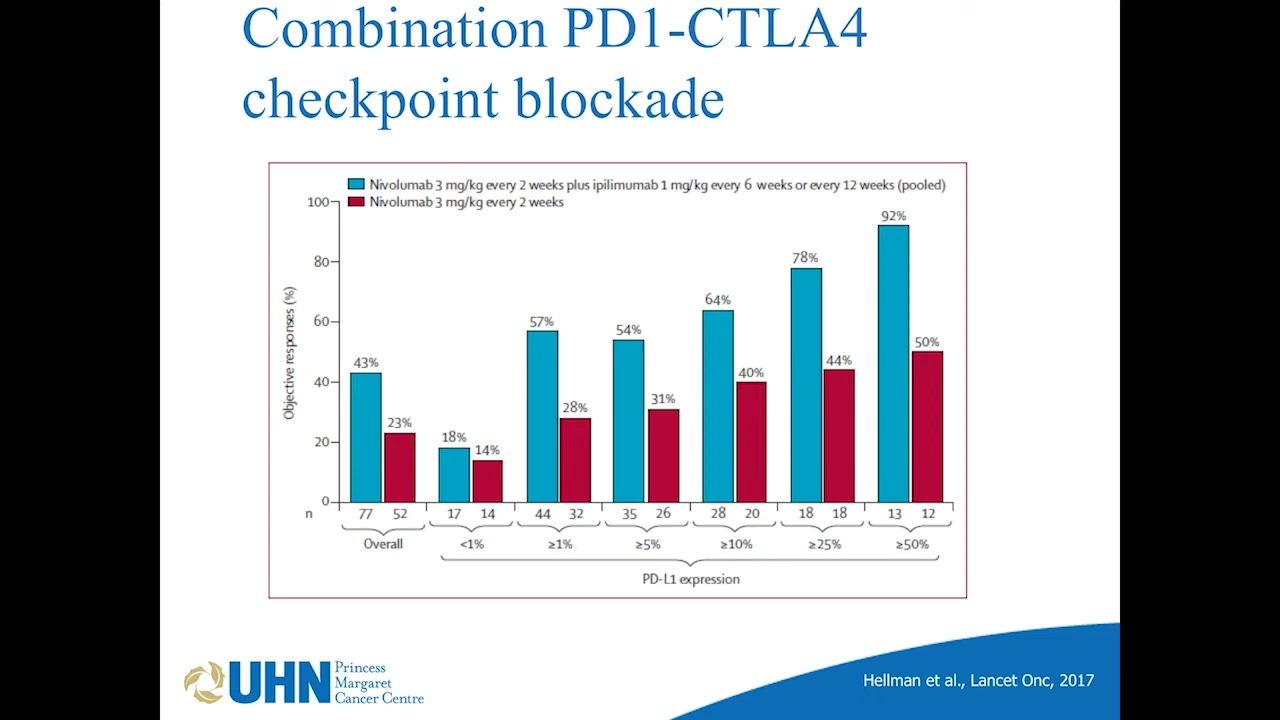 Combination PD1-CTLA4
checkpoint blockade
Nivolumab 3 mg/kg every 2 weeks plus ipilimumab 1 mg/kg every 6 weeks or every 12 weeks (pooled)
Nivolumab 3 mg/kg every 2 weeks
Objective responses (%)
100
80
60
40
20
0
43%
23%
18%
14%
57%
28%
54%
31%
64%
40%
78%
44%
92%
50%
n 77 52 17 14 44 32 35 26 28 20 18 18 13 12
Overall <1% ≥1% ≥5% ≥10% ≥25% ≥50%
PD-L1 expression
UHN
Princess
Margaret
Cancer Centre
Hellman et al., Lancet Onc, 2017